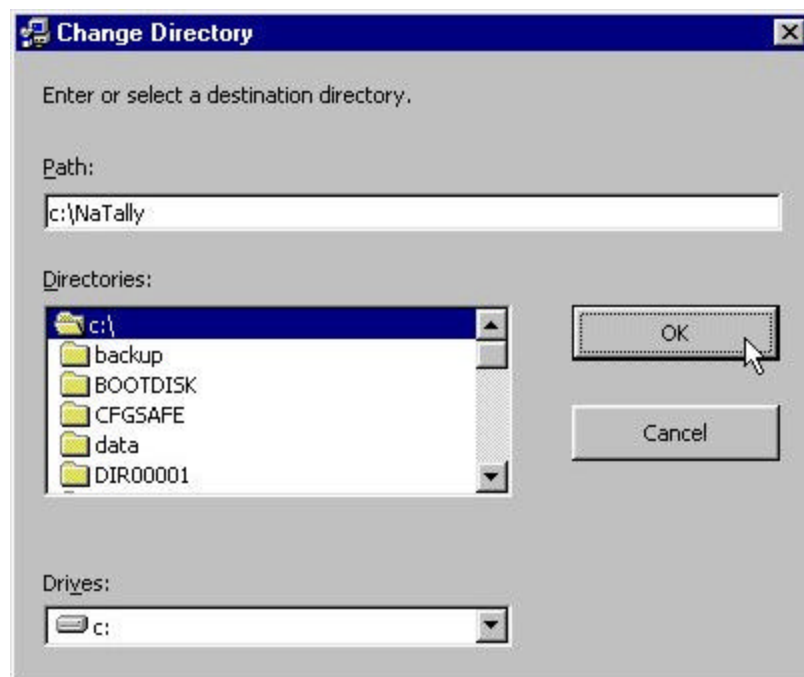 Change Directory
Enter or select a destination directory.
Path:
c:\NaTally
Directories:
c:\
backup
BOOTDISK
CFGSAFE
data
DIR00001
OK
Cancel
Drives:
c: